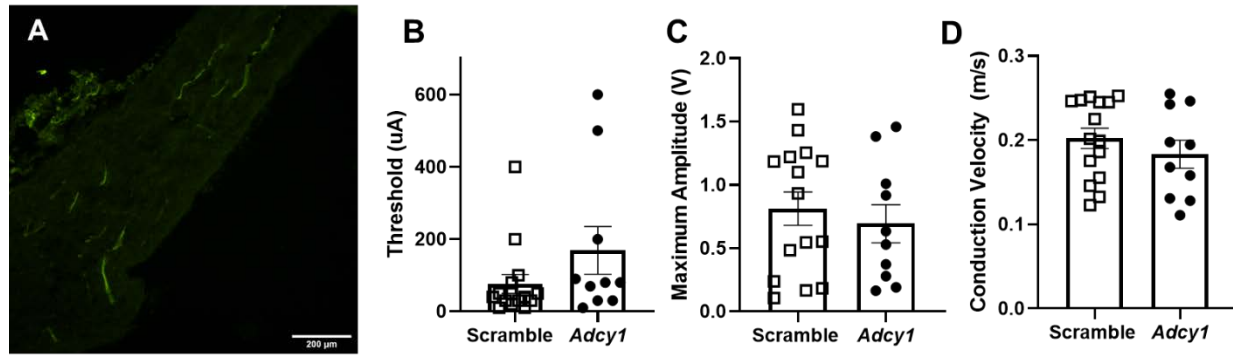 A
200 µm
B
Threshold (uA)
600
400
200
0
Scramble
Adcy1
C
Maximum Amplitude (V)
2.0
1.5
1.0
0.5
0.0
Scramble
Adcy1
D
Conduction Velocity (m/s)
0.3
0.2
0.1
0.0
Scramble
Adcy1